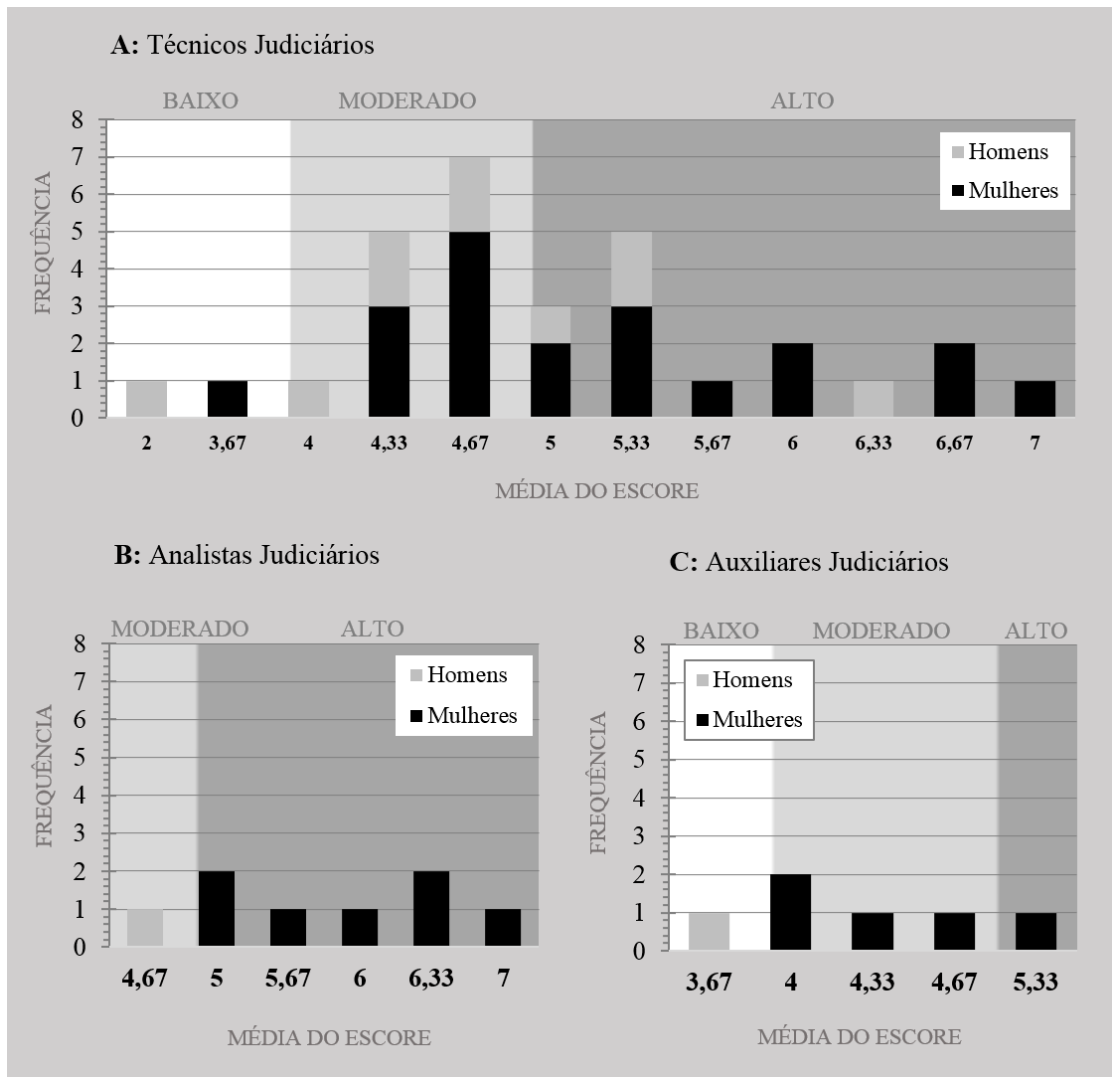 A: Técnicos Judiciários
BAIXO MODERADO ALTO
8
7
6
5
4
3
2
1
0
FREQUÊNCIA
Homens
Mulheres
2 3,67 4 4,33 4,67 5 5,33 5,67 6 6,33 6,67 7
MÉDIA DO ESCORE
B: Analistas Judiciários
MODERADO ALTO
8
7
6
5
4
3
2
1
0
FREQUÊNCIA
Homens
Mulheres
4,67 5 5,67 6 6,33 7
MÉDIA DO ESCORE
C: Auxiliares Judiciários
BAIXO MODERADO ALTO
8
7
6
5
4
3
2
1
0
FREQUÊNCIA
Homens
Mulheres
3,67 4 4,33 4,67 5,33
MÉDIA DO ESCORE